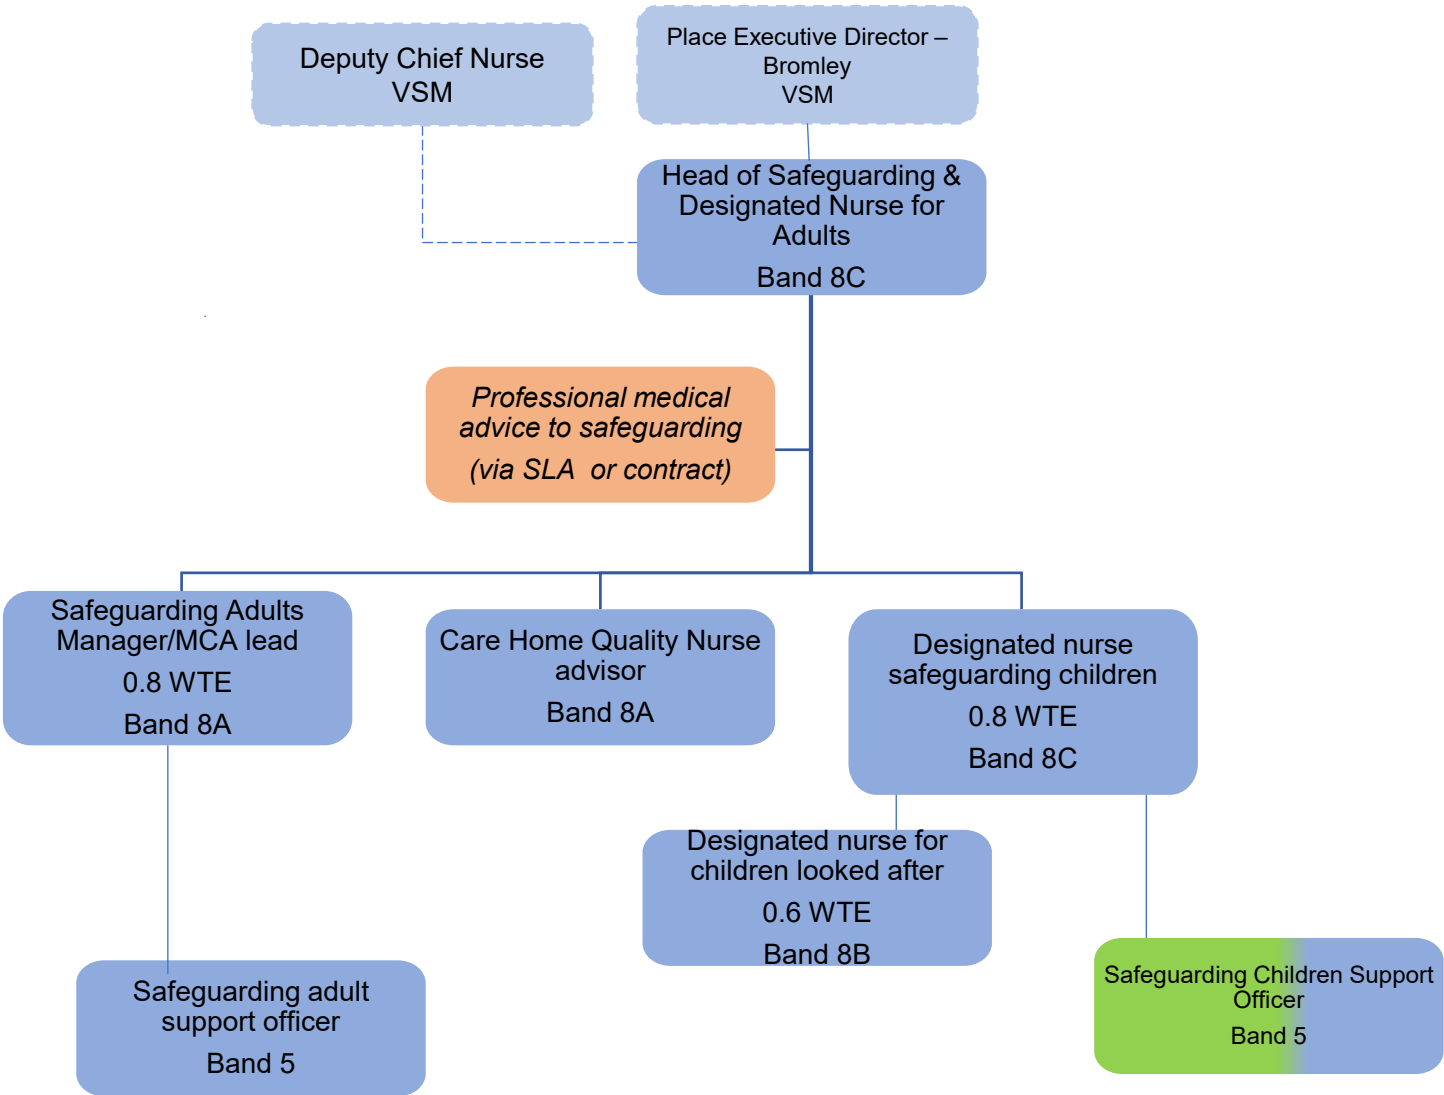 Deputy Chief Nurse
VSM
Place Executive Director –
Bromley
VSM
Head of Safeguarding &
Designated Nurse for
Adults
Band 8C
Professional medical
advice to safeguarding
(via SLA or contract)
Safeguarding Adults
Manager/MCA lead
0.8 WTE
Band 8A
Care Home Quality Nurse
advisor
Band 8A
Designated nurse
safeguarding children
0.8 WTE
Band 8C
Designated nurse for
children looked after
0.6 WTE
Band 8B
Safeguarding adult
support officer
Band 5
Safeguarding Children Support
Officer
Band 5